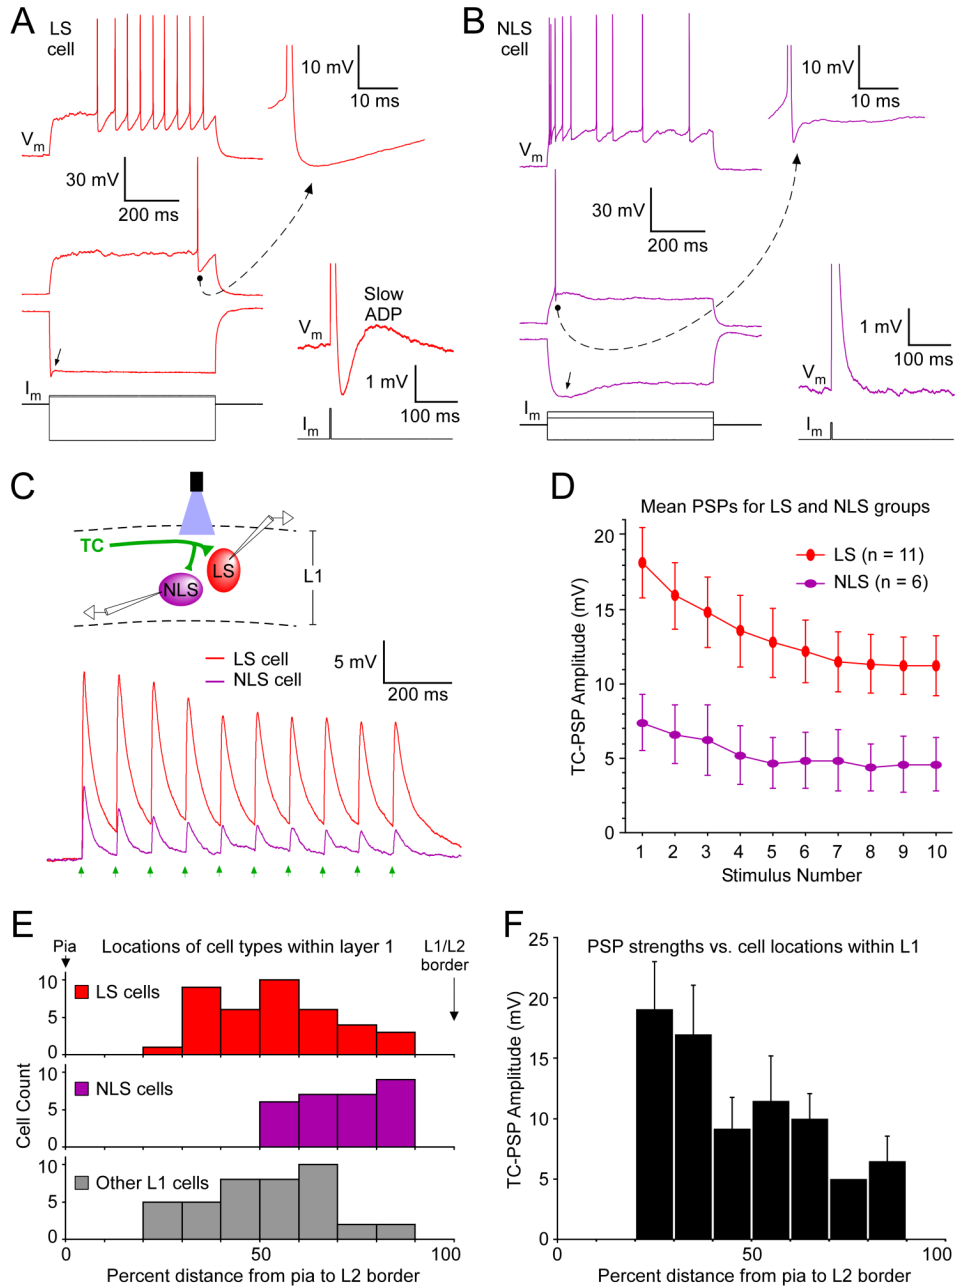 A
LS
cell
10 mV
10 ms
Vm
30 mV
200 ms
Slow
ADP
Vm
1 mV
100 ms
Im
Im
B
NLS
cell
10 mV
10 ms
Vm
30 mV
200 ms
1 mV
100 ms
Vm
Im
Im
C
TC
LS
NLS
L1
LS cell
NLS cell
5 mV
200 ms
D
Mean PSPs for LS and NLS groups
LS (n = 11)
NLS (n = 6)
TC-PSP Amplitude (mV)
20
15
10
5
0
1 2 3 4 5 6 7 8 9 10
Stimulus Number
E
Pia
Locations of cell types within layer 1
L1/L2
border
LS cells
NLS cells
Other L1 cells
Cell Count
10
5
0
10
5
0
10
5
0
0 50 100
Percent distance from pia to L2 border
F
PSP strengths vs. cell locations within L1
TC-PSP Amplitude (mV)
25
20
15
10
5
0
0 50 100
Percent distance from pia to L2 border